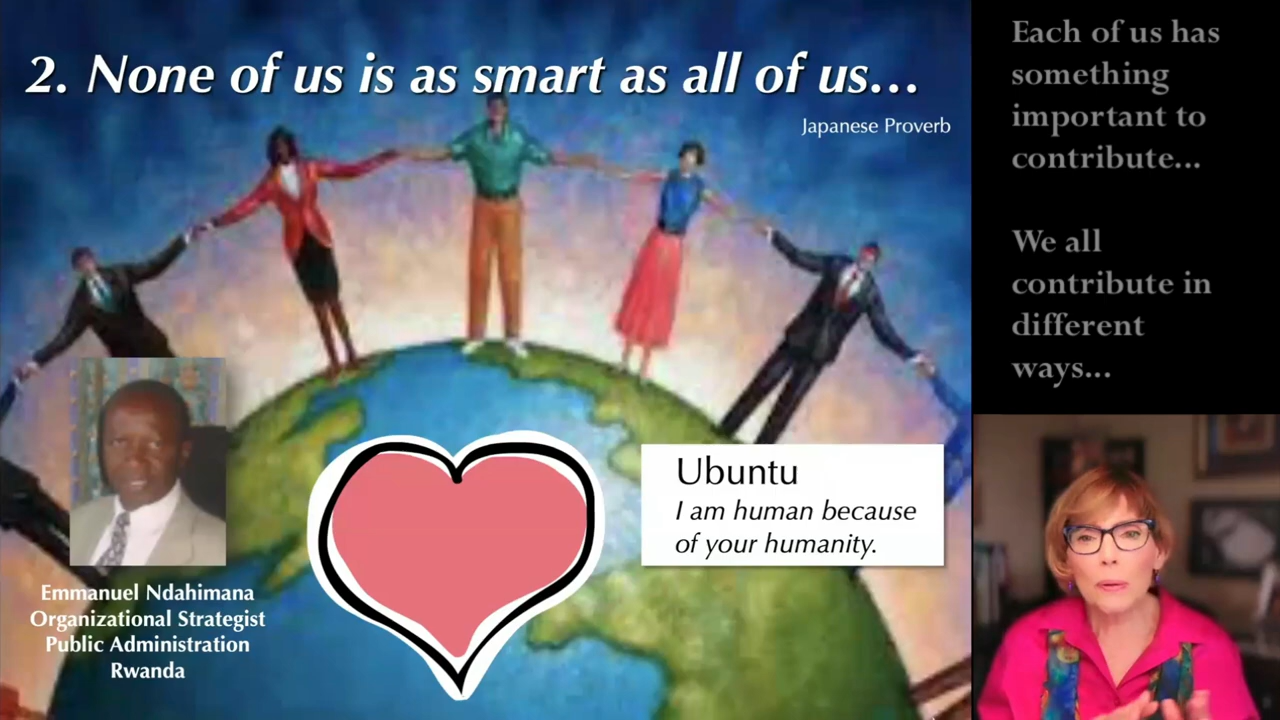 2. None of us is as smart as all of us...
Japanese Proverb
Each of us has
something
important to
contribute...
We all
contribute in
different
ways...
Ubuntu
I am human because
of your humanity.
Emmanuel Ndahimana
Organizational Strategist
Public Administration
Rwanda